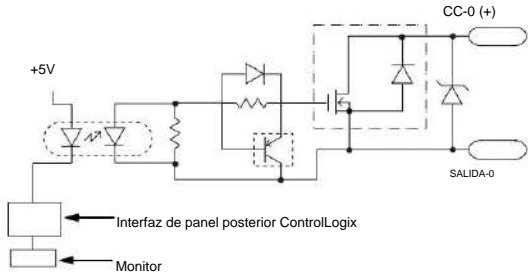 CC-0 (+)
+5V
SALIDA-0
Interfaz de panel posterior ControlLogix
Monitor